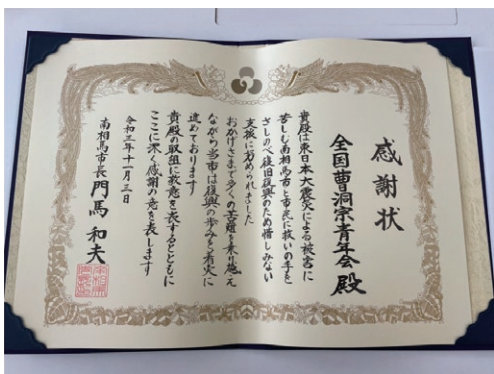 感謝状
全国曹洞宗青年会 殿
貴殿は東日本大震災による被害に
苦しむ南相馬市と市民に救いの手を
さしのべ復旧復興のため惜しみない
支援に努められました
おかげさまで多くの苦難を乗り越え
ながら当市は復興の歩みを着実に
進めております
貴殿の取組に敬意を表するとともに
ここに深く感謝の意を表します
令和三年十一月三日
南相馬市長 門馬和夫